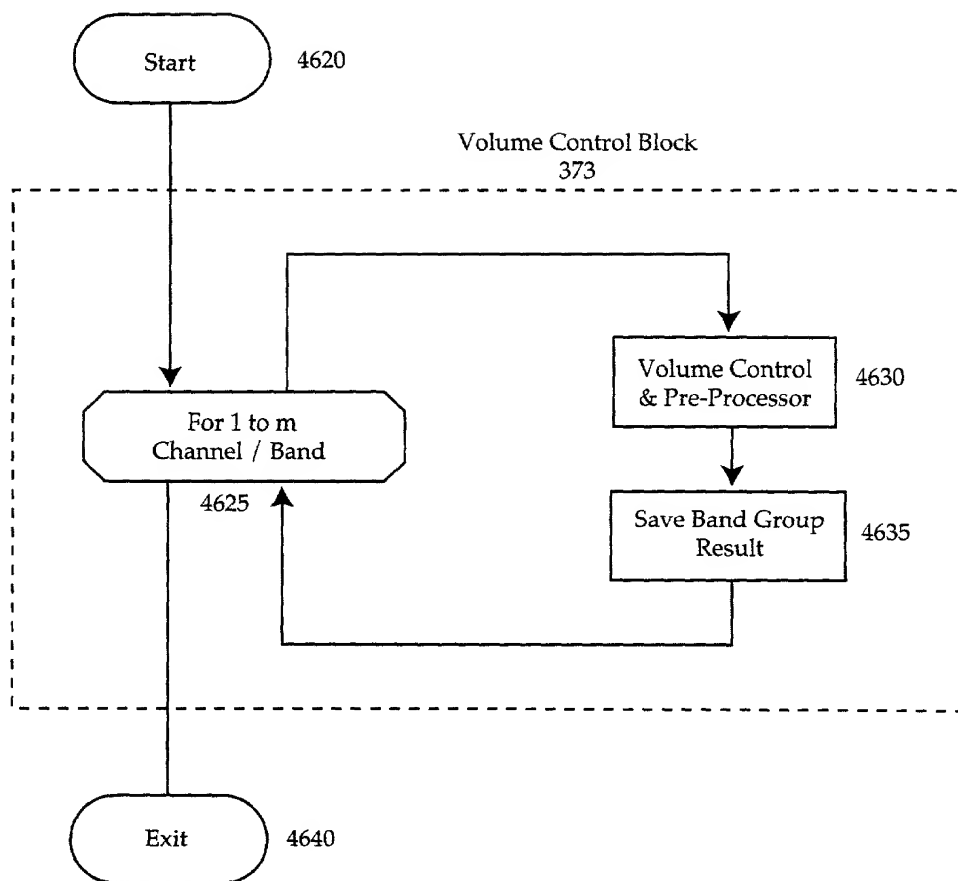 Start
4620
Volume Control Block
373
For 1 to m
Channel / Band
4625
Volume Control
& Pre-Processor
4630
Save Band Group
Result
4635
Exit
4640